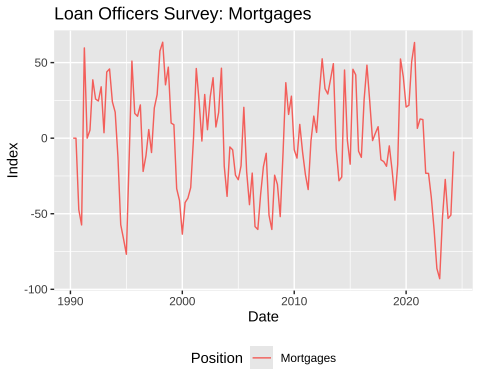 Loan Officers Survey: Mortgages
Index
50
0
-50
-100
1990
2000
2010
2020
Date
Position
Mortgages